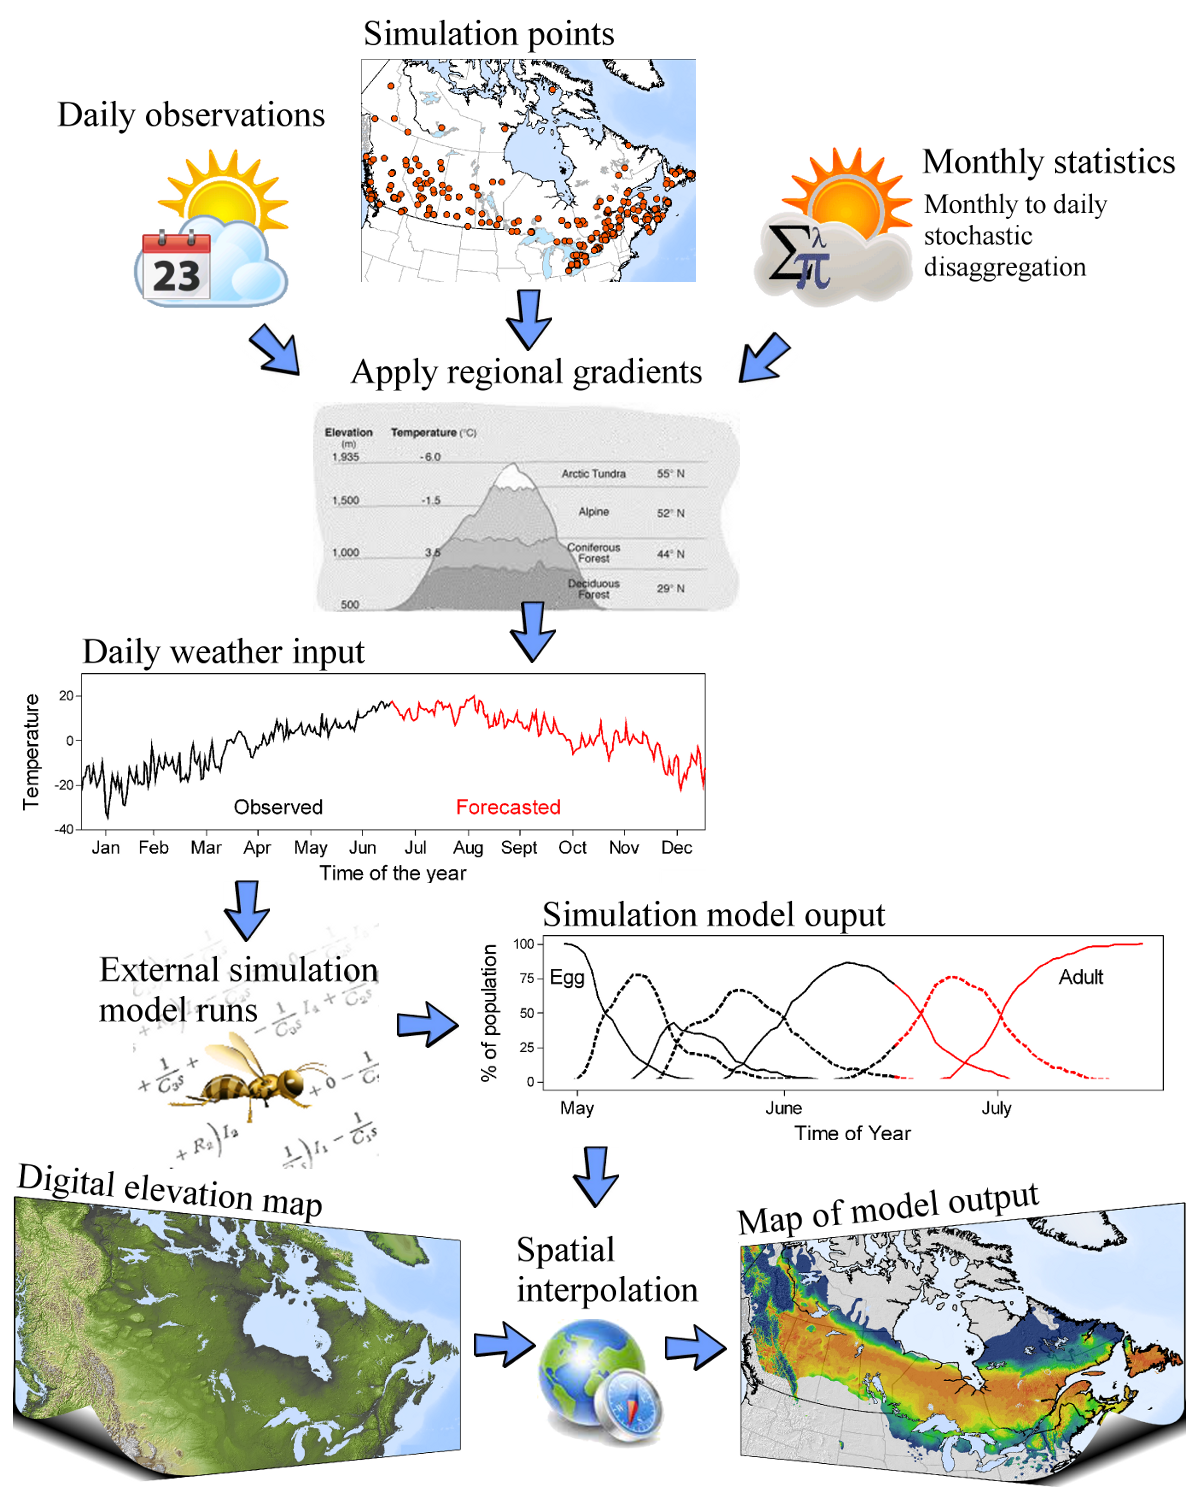 Simulation points
Daily observations
23
Monthly statistics
Monthly to daily
stochastic
disaggregation
Σ λ
π
Apply regional gradients
Elevation
(m)
Temperature (°C)
1,935 -6.0
Arctic Tundra 55° N
1,500 -1.5
Alpine 52° N
1,000 3.5
Coniferous
Forest
44° N
Deciduous
Forest
29° N
500
Daily weather input
Temperature
20
0
-20
-40
Observed
Forecasted
Jan Feb Mar Apr May Jun Jul Aug Sept Oct Nov Dec
Time of the year
External simulation
model runs
Simulation model ouput
% of population
100
75
50
25
0
Egg
Adult
May June July
Time of Year
Digital elevation map
Spatial
interpolation
Map of model output